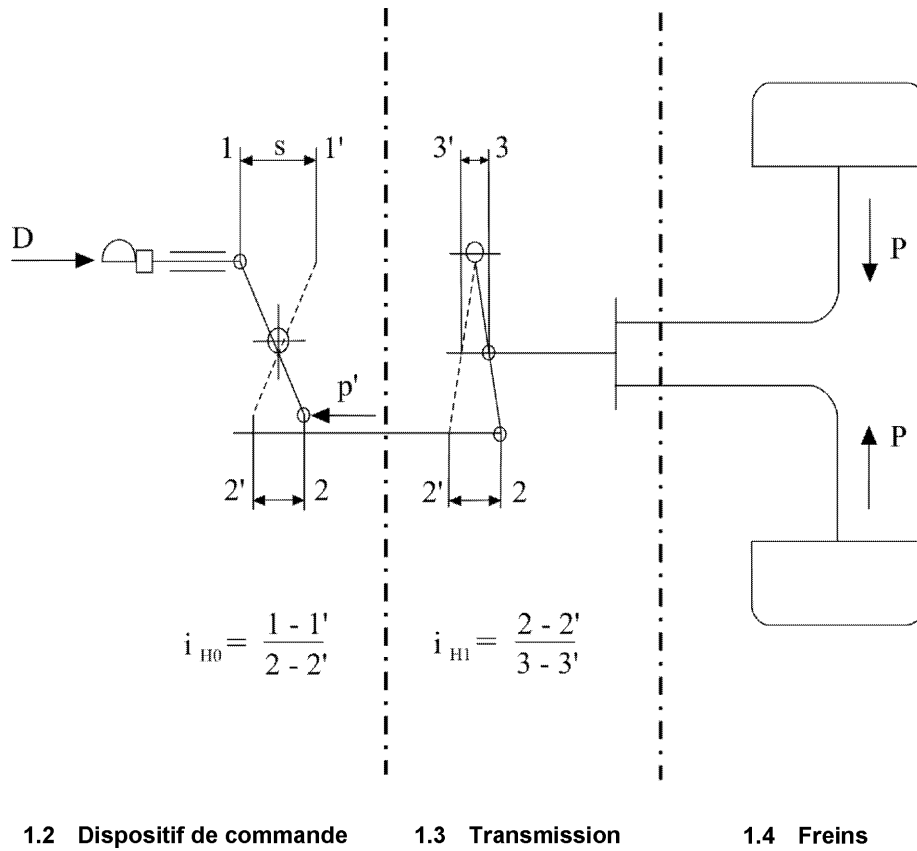 1 s 1' 3' 3
D
P
p'
P
2' 2 2' 2
i H0 = 1 - 1' / 2 - 2'
i H1 = 2 - 2' / 3 - 3'
1.2 Dispositif de commande 1.3 Transmission 1.4 Freins